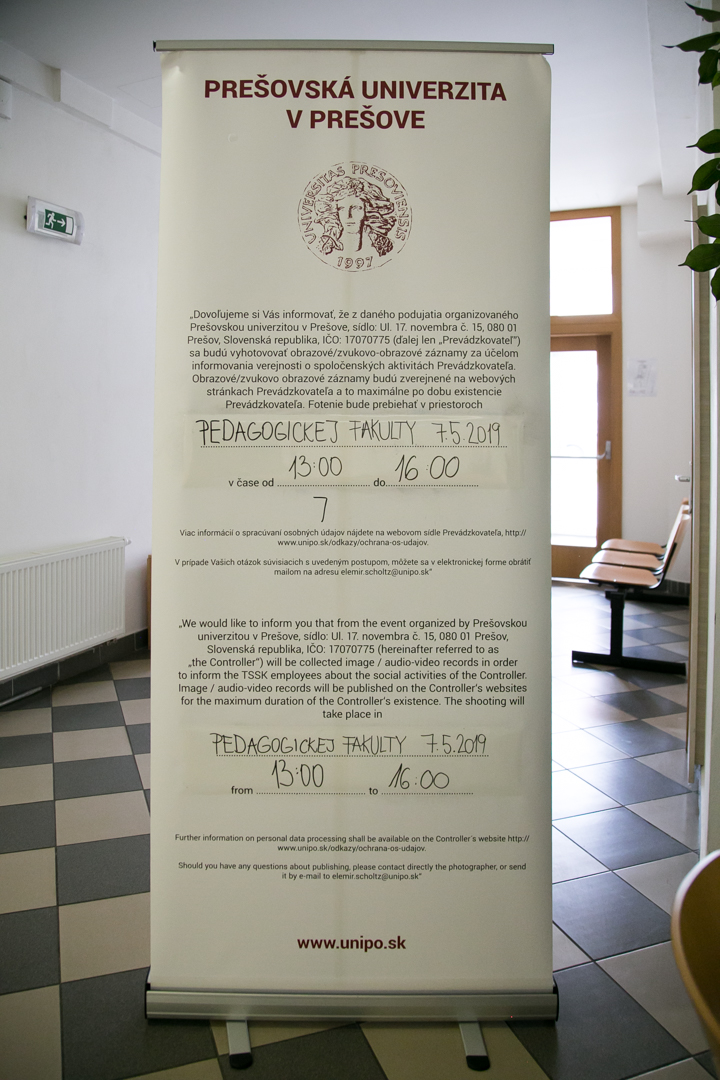 PREŠOVSKÁ UNIVERZITA
V PREŠOVE
UNIVERSITAS PRESOVIENSIS
1997
„Dovoľujeme si Vás informovať, že z daného podujatia organizovaného
Prešovskou univerzitou v Prešove, sídlo: Ul. 17. novembra č. 15, 080 01
Prešov, Slovenská republika, IČO: 17070775 (ďalej len „Prevádzkovateľ“)
sa budú vyhotovovať obrazové/zvukovo-obrazové záznamy za účelom
informovania verejnosti o spoločenských aktivitách Prevádzkovateľa.
Obrazové/zvukovo obrazové záznamy budú zverejnené na webových
stránkach Prevádzkovateľa a to maximálne po dobu existencie
Prevádzkovateľa. Fotenie bude prebiehať v priestoroch
PEDAGOGICKEJ FAKULTY 7.5.2019
v čase od 13:00 do 16:00
7
Viac informácií o spracúvaní osobných údajov nájdete na webovom sídle Prevádzkovateľa, http://
www.unipo.sk/odkazy/ochrana-os-udajov.
V prípade Vašich otázok súvisiacich s uvedeným postupom, môžete sa v elektronickej forme obrátiť
mailom na adresu elemir.scholtz@unipo.sk“
„We would like to inform you that from the event organized by Prešovskou
univerzitou v Prešove, sídlo: Ul. 17. novembra č. 15, 080 01 Prešov,
Slovenská republika, IČO: 17070775 (hereinafter referred to as
„the Controller“) will be collected image / audio-video records in order
to inform the TSSK employees about the social activities of the Controller.
Image / audio-video records will be published on the Controller's websites
for the maximum duration of the Controller's existence. The shooting will
take place in
PEDAGOGICKEJ FAKULTY 7.5.2019
from 13:00 to 16:00
Further information on personal data processing shall be available on the Controller's website http://
www.unipo.sk/odkazy/ochrana-os-udajov.
Should you have any questions about publishing, please contact directly the photographer, or send
it by e-mail to elemir.scholtz@unipo.sk“
www.unipo.sk